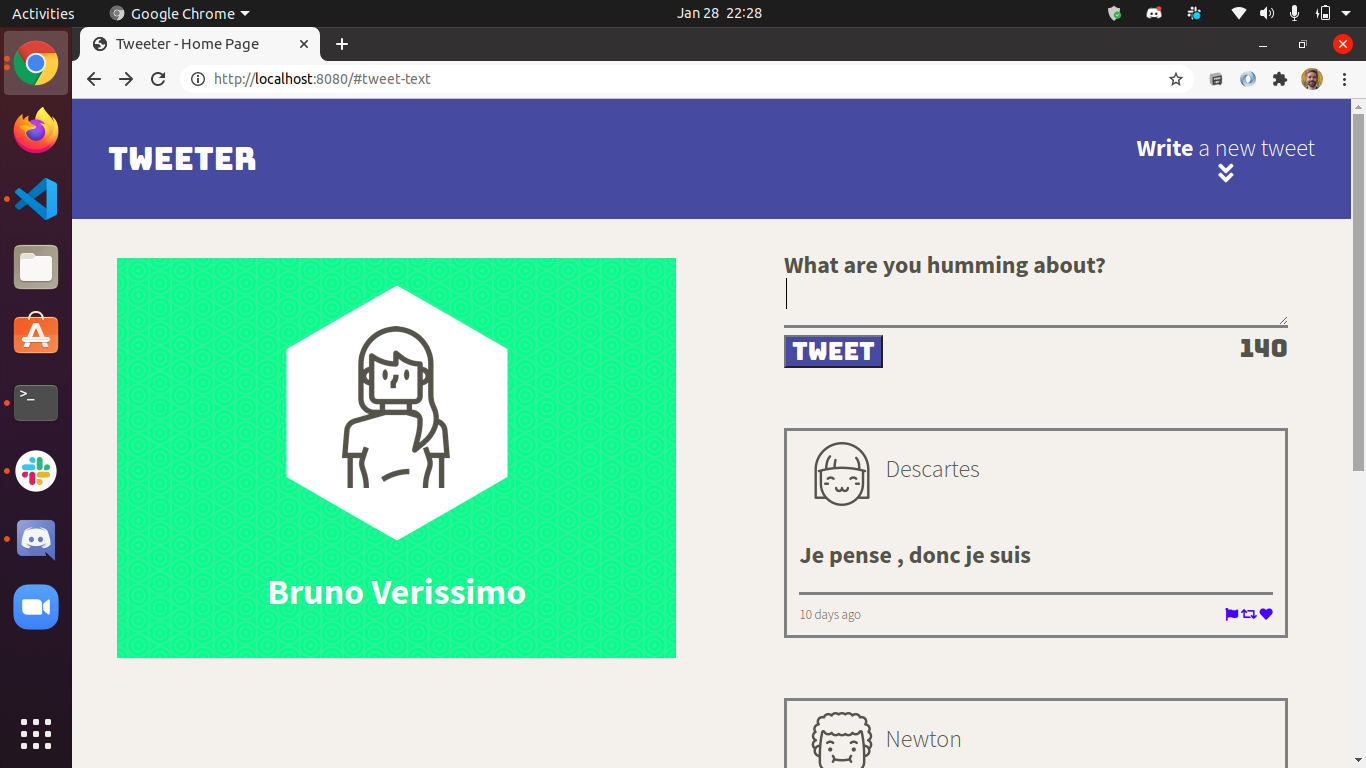 Activities
Google Chrome
Jan 28 22:28
Tweeter - Home Page
http://localhost:8080/#tweet-text
TWEETER
Write a new tweet
What are you humming about?
TWEET
140
Bruno Verissimo
Descartes
Je pense , donc je suis
10 days ago
Newton